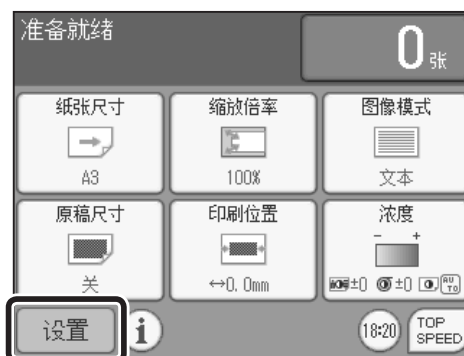 准备就绪
0张
纸张尺寸 缩放倍率 图像模式
A3 100% 文本
原稿尺寸 印刷位置 浓度
- +
关 ↔0.0mm ±0 ±0 AUTO
设置 i 18:20 TOP SPEED